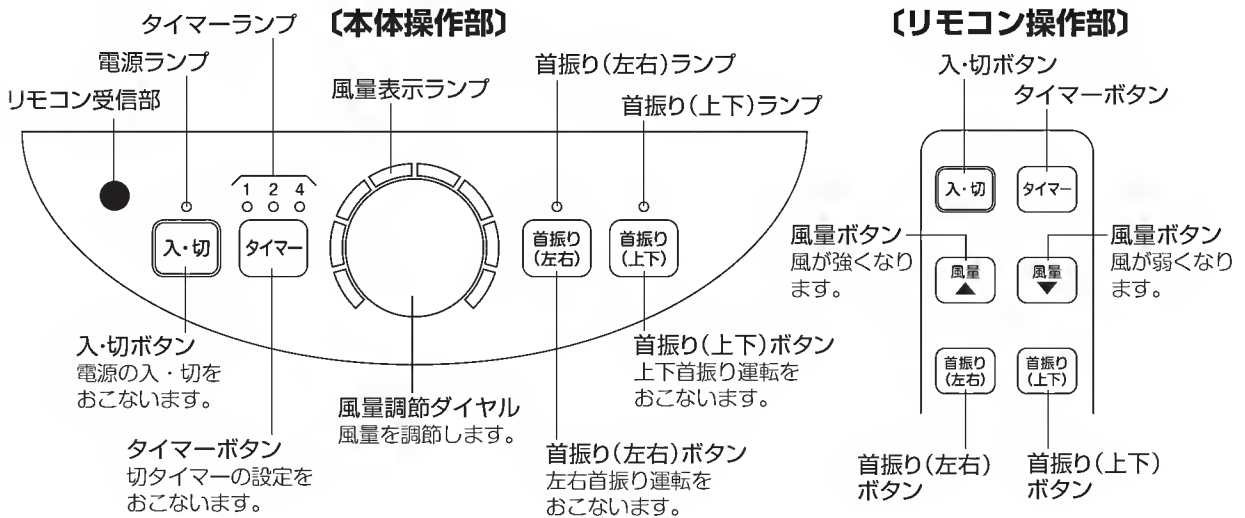 〔本体操作部〕
タイマーランプ
電源ランプ
リモコン受信部
風量表示ランプ
首振り(左右)ランプ
首振り(上下)ランプ
1 2 4
入・切
タイマー
首振り
(左右)
首振り
(上下)
入・切ボタン
電源の入・切を
おこないます。
タイマーボタン
切タイマーの設定を
おこないます。
風量調節ダイヤル
風量を調節します。
首振り(左右)ボタン
左右首振り運転を
おこないます。
首振り(上下)ボタン
上下首振り運転を
おこないます。
〔リモコン操作部〕
入・切ボタン
タイマーボタン
入・切
タイマー
風量ボタン
風が強くなり
ます。
風量
▲
風量
▼
風量ボタン
風が弱くなり
ます。
首振り
(左右)
首振り
(上下)
首振り(左右)
ボタン
首振り(上下)
ボタン